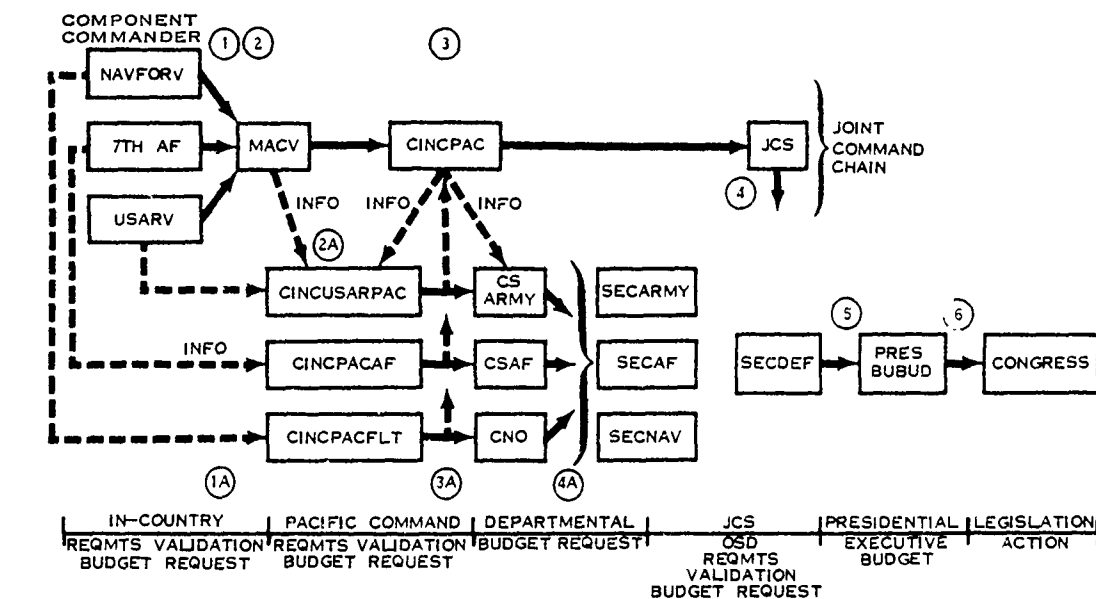 COMPONENT
COMMANDER
1 2
3
NAVFORV
7TH AF
MACV
CINCPAC
JCS
JOINT
COMMAND
CHAIN
USARV
INFO
INFO
INFO
4
2A
CINCUSARPAC
CS
ARMY
SECARMY
5
6
INFO
CINCPACAF
CSAF
SECAF
SECDEF
PRES
BUBUD
CONGRESS
CINCPACFLT
CNO
SECNAV
1A
3A
4A
IN-COUNTRY
REQMTS VALIDATION
BUDGET REQUEST
PACIFIC COMMAND
REQMTS VALIDATION
BUDGET REQUEST
DEPARTMENTAL
BUDGET REQUEST
JCS
OSD
REQMTS
VALIDATION
BUDGET REQUEST
PRESIDENTIAL
EXECUTIVE
BUDGET
LEGISLATION
ACTION